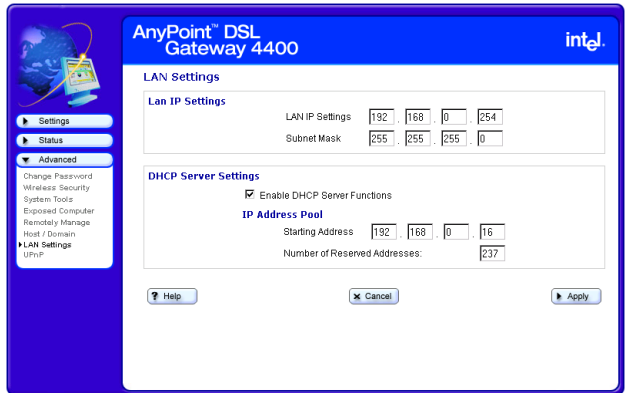 AnyPoint™ DSL
Gateway 4400
intel.
Settings
Status
Advanced
Change Password
Wireless Security
System Tools
Exposed Computer
Remotely Manage
Host / Domain
LAN Settings
UPnP
LAN Settings
Lan IP Settings
LAN IP Settings 192 . 168 . 0 . 254
Subnet Mask 255 . 255 . 255 . 0
DHCP Server Settings
Enable DHCP Server Functions
IP Address Pool
Starting Address 192 . 168 . 0 . 16
Number of Reserved Addresses: 237
? Help
Cancel
Apply